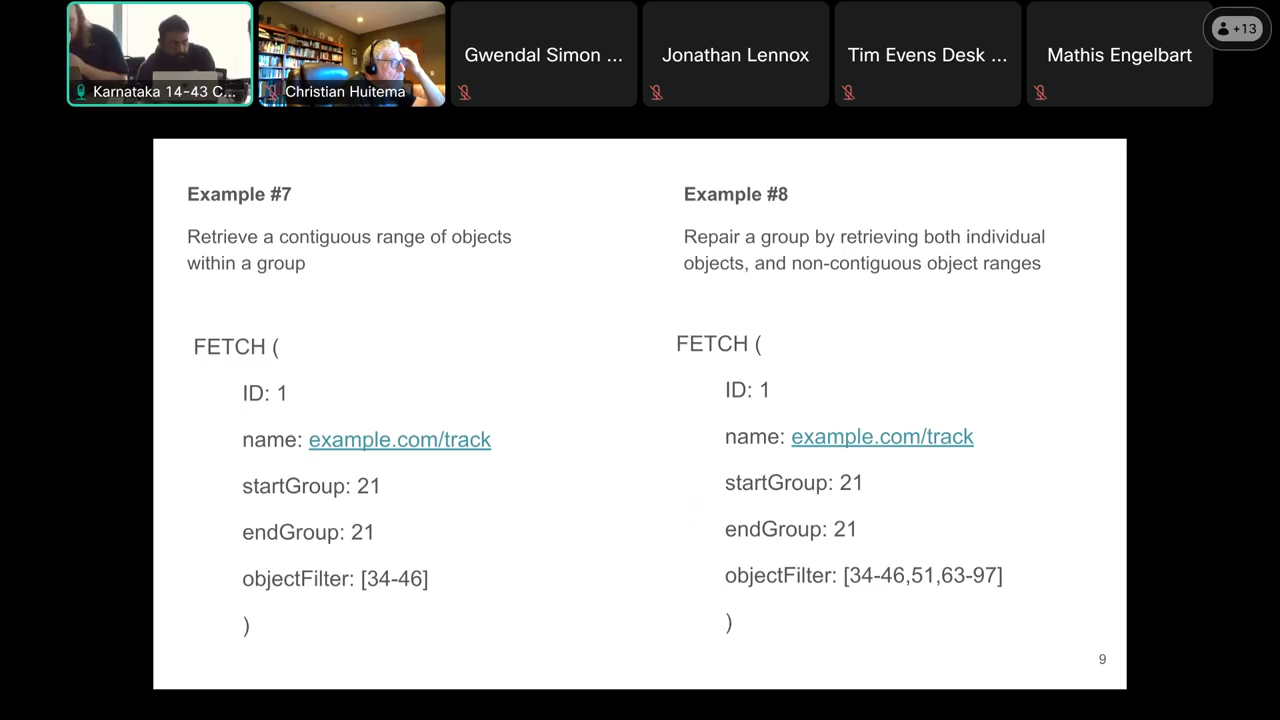 Karnataka 14-43 C...
Christian Huitema
Gwendal Simon ...
Jonathan Lennox
Tim Evens Desk ...
Mathis Engelbart
+13
Example #7
Retrieve a contiguous range of objects
within a group
FETCH (
ID: 1
name: example.com/track
startGroup: 21
endGroup: 21
objectFilter: [34-46]
)
Example #8
Repair a group by retrieving both individual
objects, and non-contiguous object ranges
FETCH (
ID: 1
name: example.com/track
startGroup: 21
endGroup: 21
objectFilter: [34-46,51,63-97]
)
9